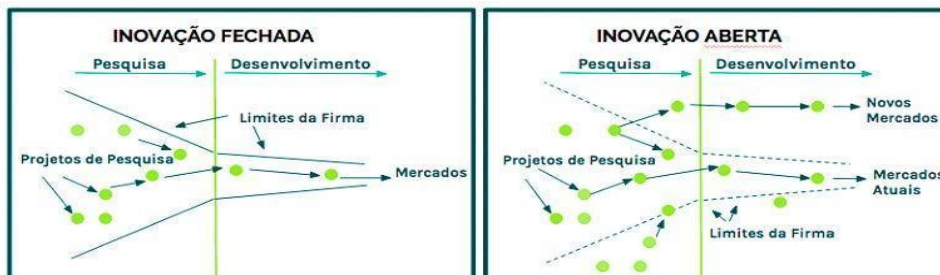 INOVAÇÃO FECHADA
Pesquisa
Desenvolvimento
Limites da Firma
Projetos de Pesquisa
Mercados
INOVAÇÃO ABERTA
Pesquisa
Desenvolvimento
Novos
Mercados
Projetos de Pesquisa
Mercados
Atuais
Limites da Firma